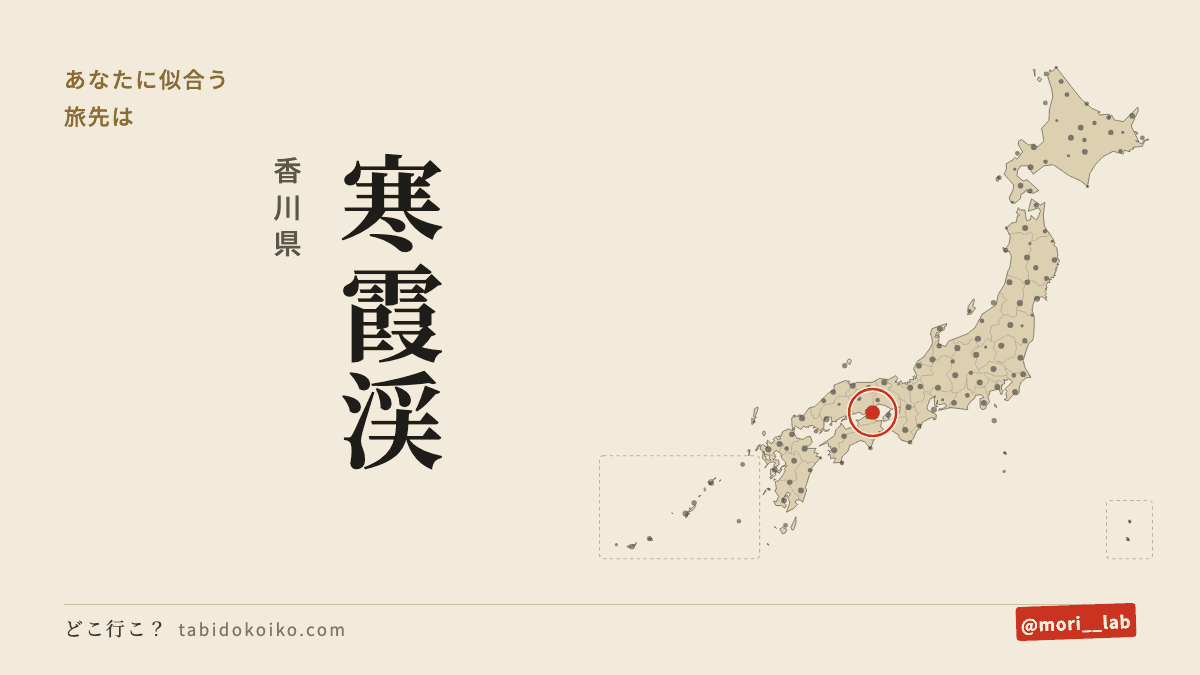 あなたに似合う
旅先は
寒霞渓
香川県
どこ行こ？ tabidokoiko.com
@mori__lab